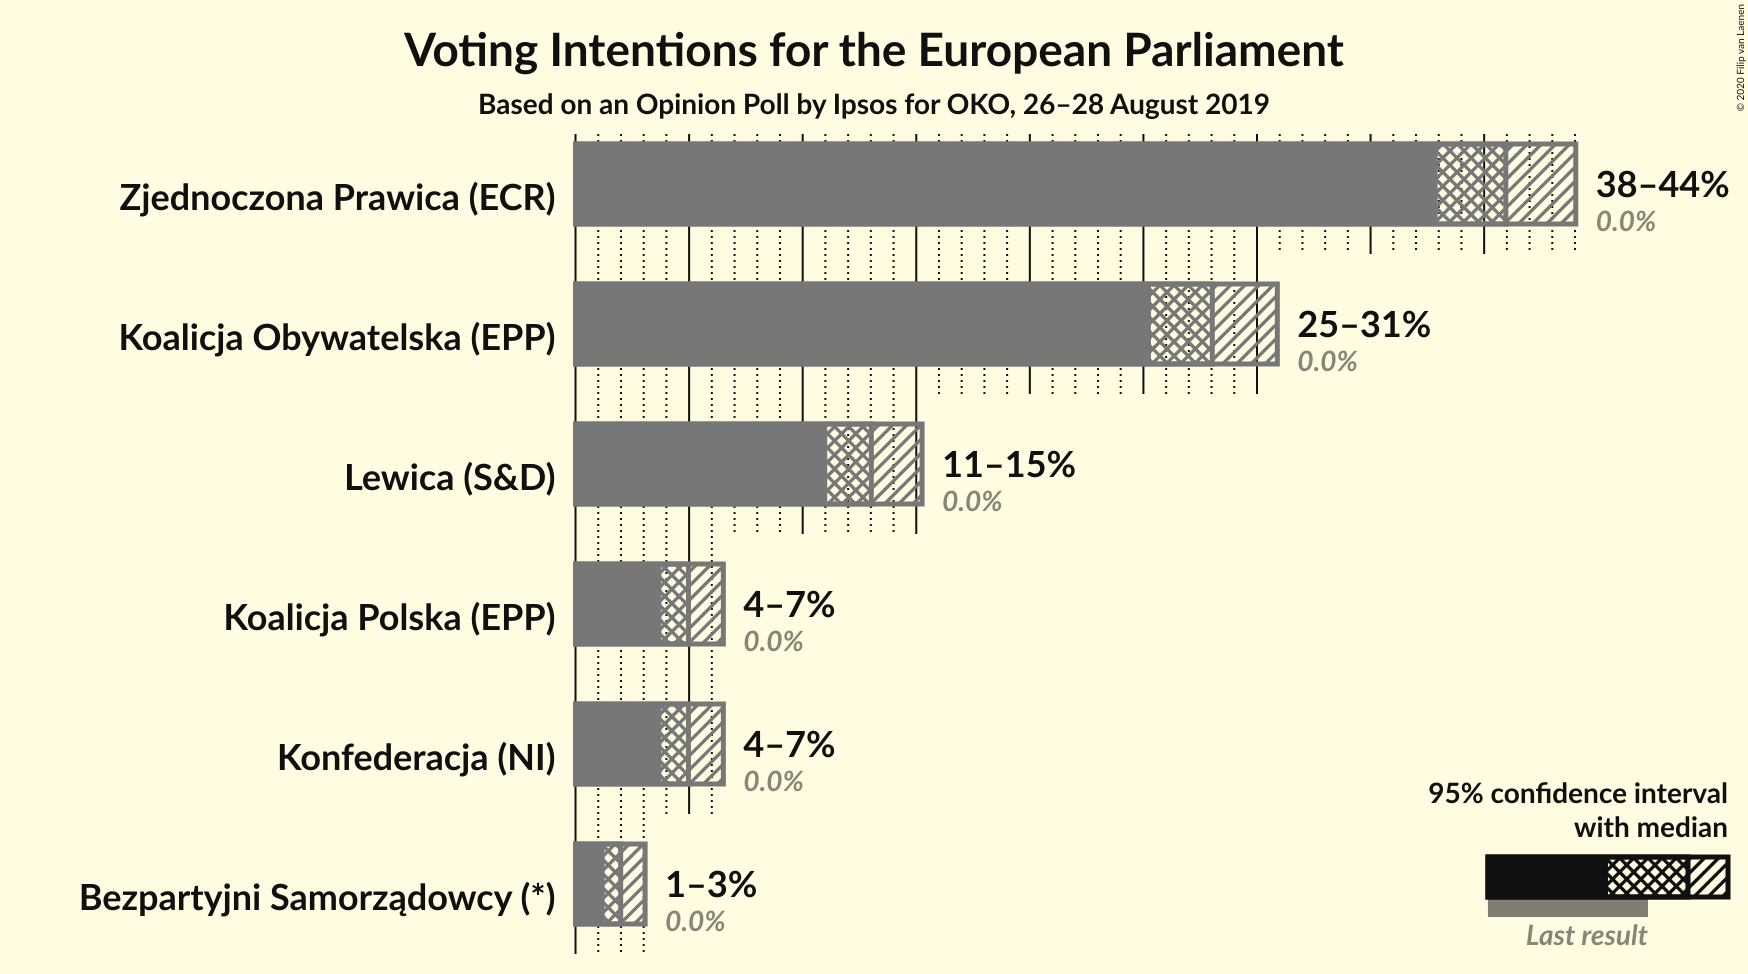 Voting Intentions for the European Parliament
Based on an Opinion Poll by Ipsos for OKO, 26–28 August 2019
© 2020 Filip van Laenen
Zjednoczona Prawica (ECR)
38–44%
0.0%
Koalicja Obywatelska (EPP)
25–31%
0.0%
Lewica (S&D)
11–15%
0.0%
Koalicja Polska (EPP)
4–7%
0.0%
Konfederacja (NI)
4–7%
0.0%
Bezpartyjni Samorządowcy (*)
1–3%
0.0%
95% confidence interval
with median
Last result